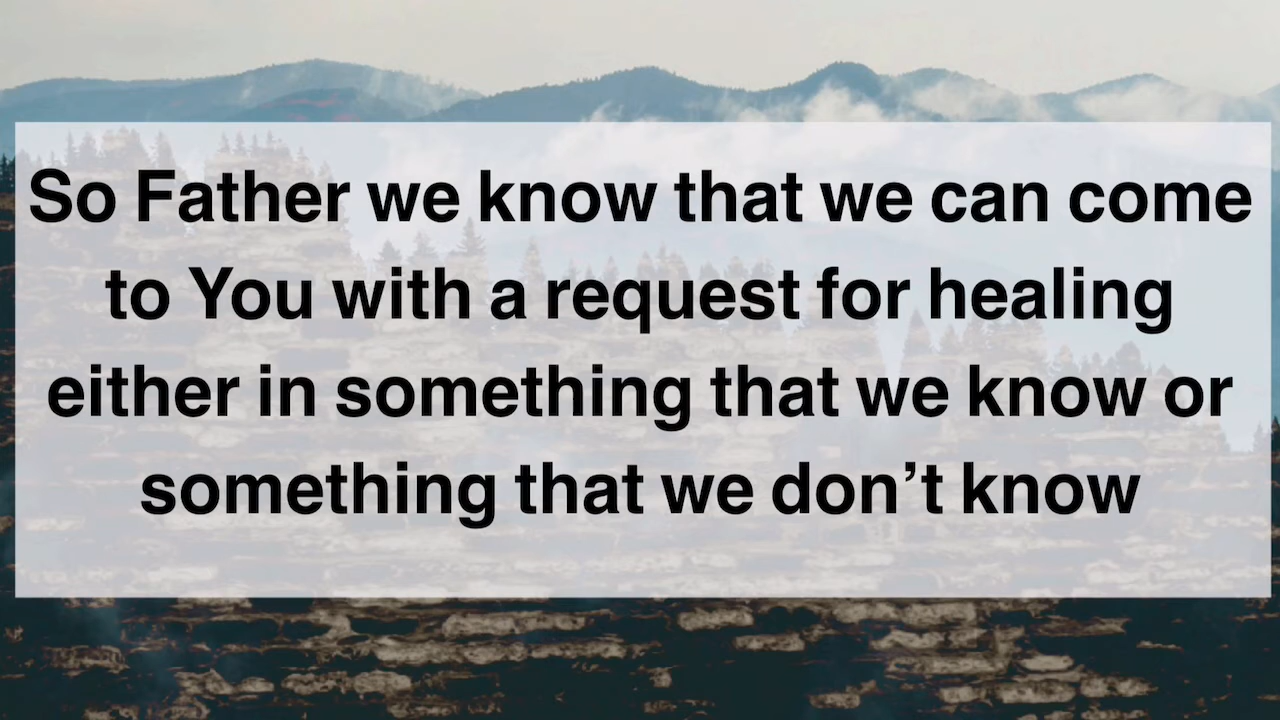 So Father we know that we can come
to You with a request for healing
either in something that we know or
something that we don’t know